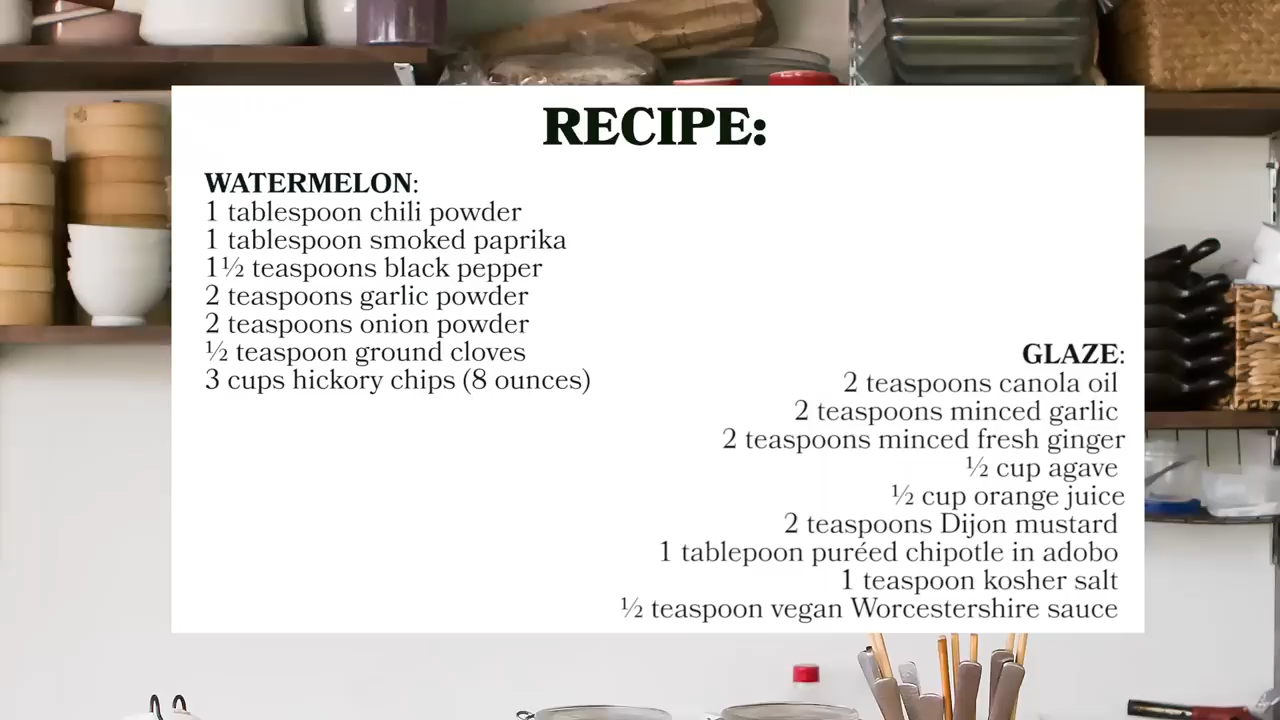 RECIPE:
WATERMELON:
1 tablespoon chili powder
1 tablespoon smoked paprika
1½ teaspoons black pepper
2 teaspoons garlic powder
2 teaspoons onion powder
½ teaspoon ground cloves
3 cups hickory chips (8 ounces)
GLAZE:
2 teaspoons canola oil
2 teaspoons minced garlic
2 teaspoons minced fresh ginger
½ cup agave
½ cup orange juice
2 teaspoons Dijon mustard
1 tablepoon puréed chipotle in adobo
1 teaspoon kosher salt
½ teaspoon vegan Worcestershire sauce